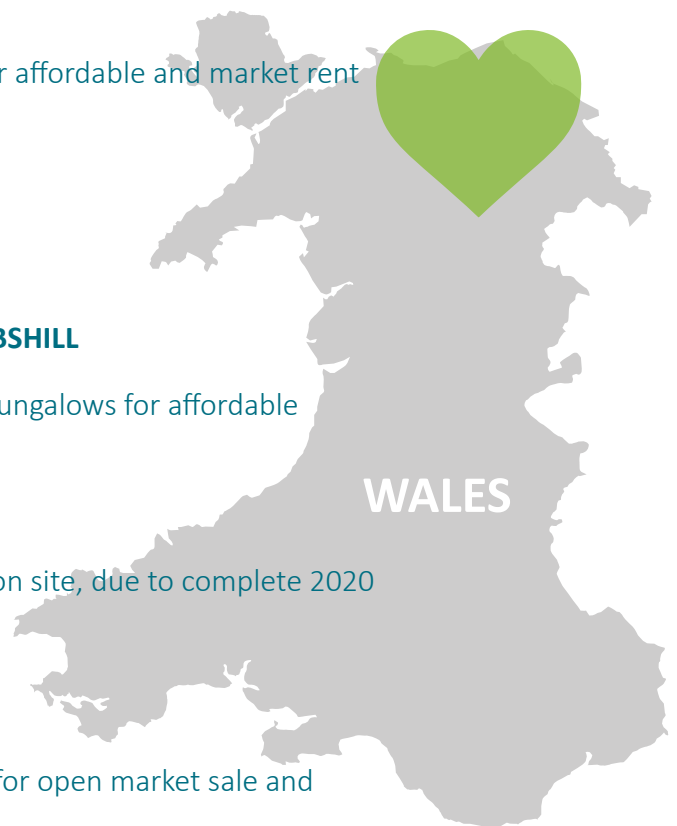 r affordable and market rent
BSHILL
ungalows for affordable
WALES
on site, due to complete 2020
for open market sale and